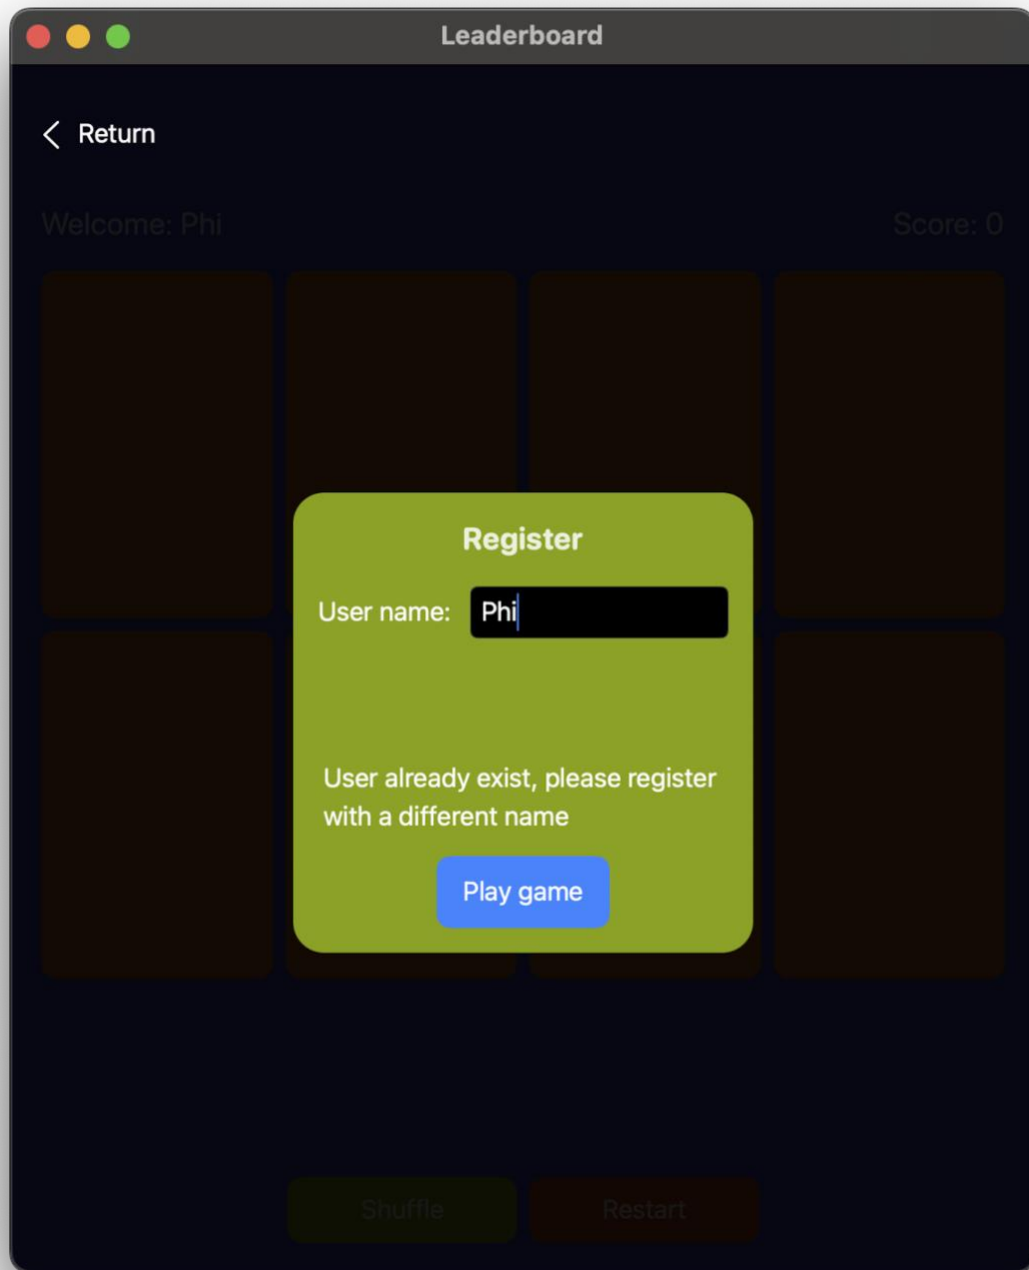 Leaderboard
Return
Welcome: Phi
Score: 0
Register
User name:
Phi
User already exist, please register
with a different name
Play game
Shuffle
Restart